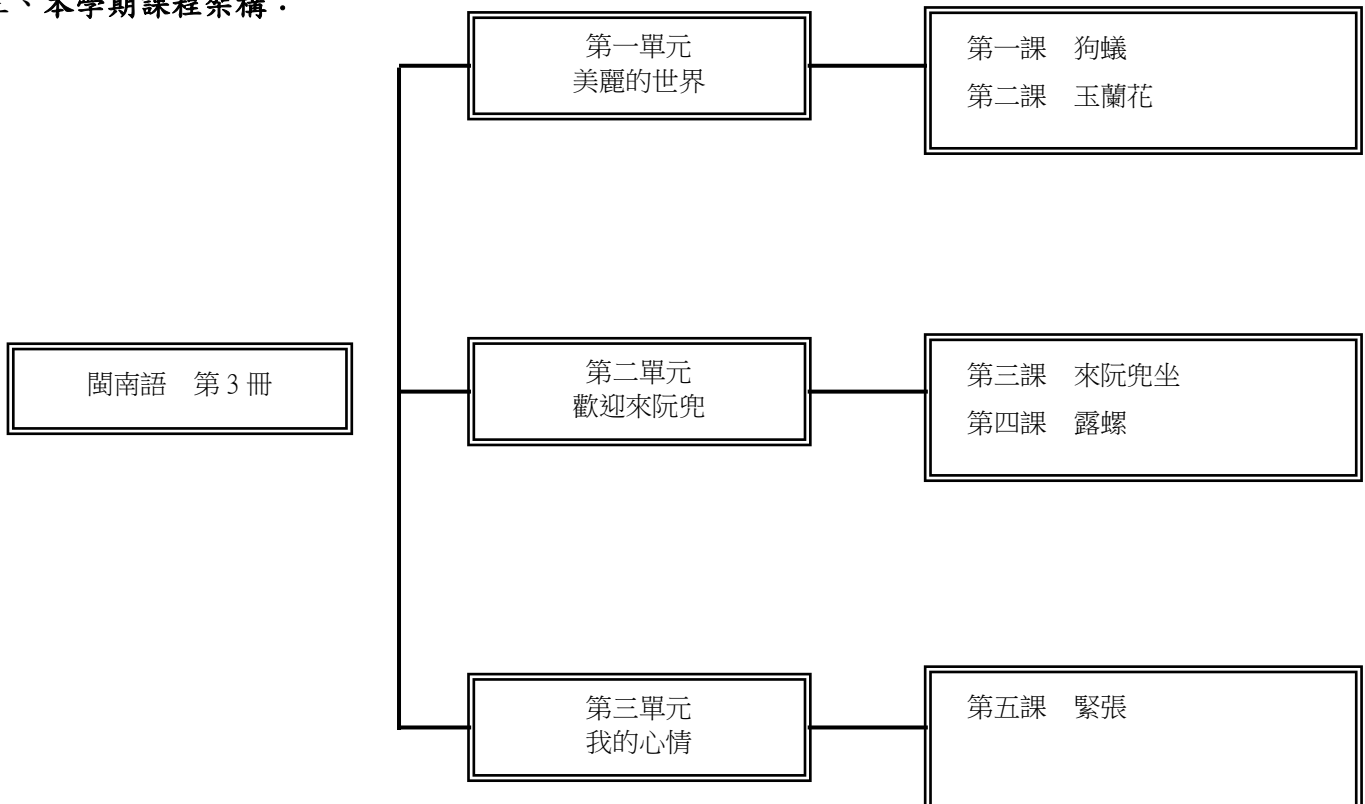 、本學期課程架構：
第一單元
美麗的世界
第一課　狗蟻
第二課　玉蘭花
閩南語　第 3 冊
第二單元
歡迎來阮兜
第三課　來阮兜坐
第四課　露螺
第三單元
我的心情
第五課　緊張